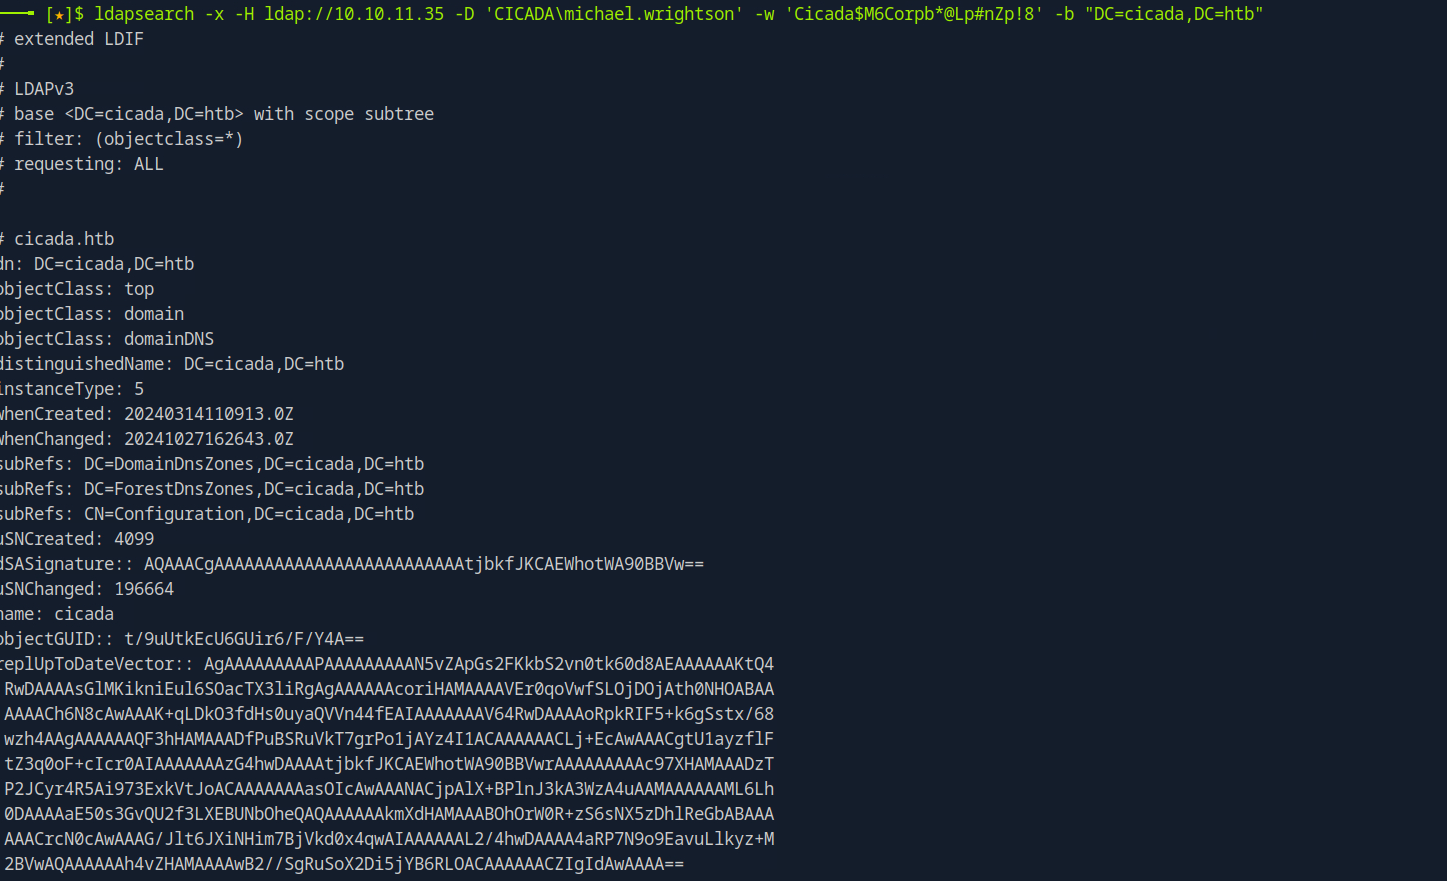 [★]$ ldapsearch -x -H ldap://10.10.11.35 -D 'CICADA\michael.wrightson' -w 'Cicada$M6Corpb*@Lp#nZp!8' -b "DC=cicada,DC=htb"
# extended LDIF
#
# LDAPv3
# base <DC=cicada,DC=htb> with scope subtree
# filter: (objectclass=*)
# requesting: ALL
#
# cicada.htb
dn: DC=cicada,DC=htb
objectClass: top
objectClass: domain
objectClass: domainDNS
distinguishedName: DC=cicada,DC=htb
instanceType: 5
whenCreated: 20240314110913.0Z
whenChanged: 20241027162643.0Z
subRefs: DC=DomainDnsZones,DC=cicada,DC=htb
subRefs: DC=ForestDnsZones,DC=cicada,DC=htb
subRefs: CN=Configuration,DC=cicada,DC=htb
uSNCreated: 4099
dSASignature:: AQAAACgAAAAAAAAAAAAAAAAAAAAAAAAAtjbkfJKCAEWhotWA90BBVw==
uSNChanged: 196664
name: cicada
objectGUID:: t/9uUtkEcU6GUir6/F/Y4A==
replUpToDateVector:: AgAAAAAAAAAPAAAAAAAAAN5vZApGs2FKkbS2vn0tk60d8AEAAAAAAKtQ4
RwDAAAAsGlMKikniEul6SOacTX3liRgAgAAAAAAcoriHAMAAAAVEr0qoVwfSLOjDOjAth0NHOABAA
AAAACh6N8cAwAAAK+qLDkO3fdHs0uyaQVVn44fEAIAAAAAAAV64RwDAAAAoRpkRIF5+k6gSstx/68
wzh4AAgAAAAAAQF3hHAMAAADfPuBSRuVkT7grPo1jAYz4I1ACAAAAAACLj+EcAwAAACgtU1ayzflF
tZ3q0oF+cIcr0AIAAAAAAAzG4hwDAAAAtjbkfJKCAEWhotWA90BBVwrAAAAAAAAAc97XHAMAAADzT
P2JCyr4R5Ai973ExkVtJoACAAAAAAAasOIcAwAAANACjpAlX+BPlnJ3kA3WzA4uAAMAAAAAAML6Lh
0DAAAAaE50s3GvQU2f3LXEBUNbOheQAQAAAAAAkmXdHAMAAABOhOrW0R+zS6sNX5zDhlReGbABAAA
AAACrcN0cAwAAAG/Jlt6JXiNHim7BjVkd0x4qwAIAAAAAAL2/4hwDAAAA4aRP7N9o9EavuLlkyz+M
2BVwAQAAAAAAh4vZHAMAAAAwB2//SgRuSoX2Di5jYB6RLOACAAAAAACZIgIdAwAAAA==